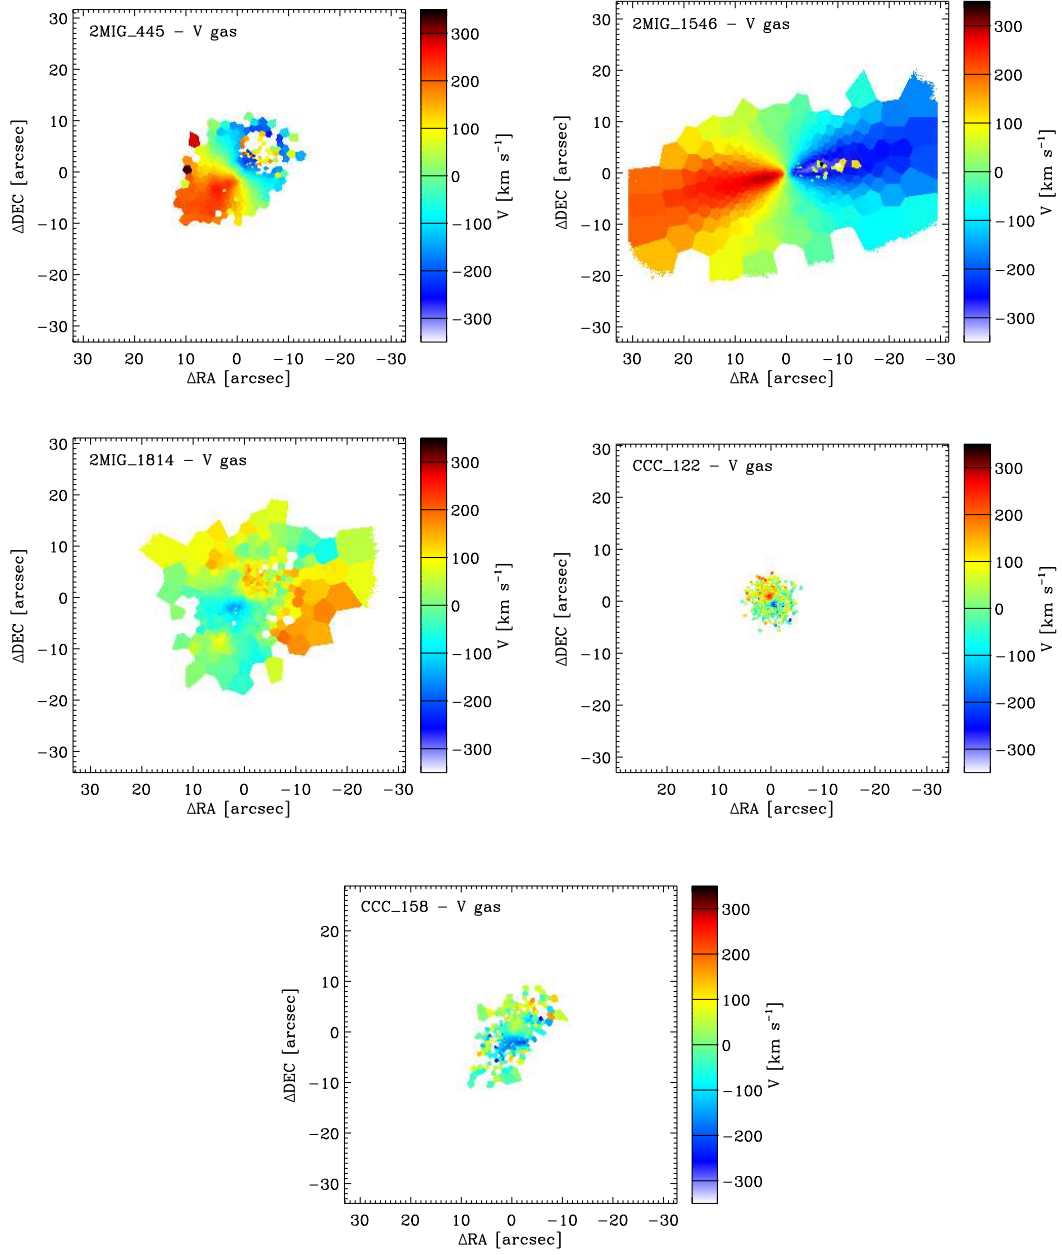 2MIG_445 – V gas
30
20
10
0
−10
−20
−30
ΔDEC [arcsec]
30 20 10 0 −10 −20 −30
ΔRA [arcsec]
300
200
100
0
−100
−200
−300
V [km s⁻¹]
2MIG_1546 – V gas
30
20
10
0
−10
−20
−30
ΔDEC [arcsec]
30 20 10 0 −10 −20 −30
ΔRA [arcsec]
300
200
100
0
−100
−200
−300
V [km s⁻¹]
2MIG_1814 – V gas
30
20
10
0
−10
−20
−30
ΔDEC [arcsec]
30 20 10 0 −10 −20 −30
ΔRA [arcsec]
300
200
100
0
−100
−200
−300
V [km s⁻¹]
CCC_122 – V gas
30
20
10
0
−10
−20
−30
ΔDEC [arcsec]
20 10 0 −10 −20 −30
ΔRA [arcsec]
300
200
100
0
−100
−200
−300
V [km s⁻¹]
CCC_158 – V gas
20
10
0
−10
−20
−30
ΔDEC [arcsec]
30 20 10 0 −10 −20 −30
ΔRA [arcsec]
300
200
100
0
−100
−200
−300
V [km s⁻¹]